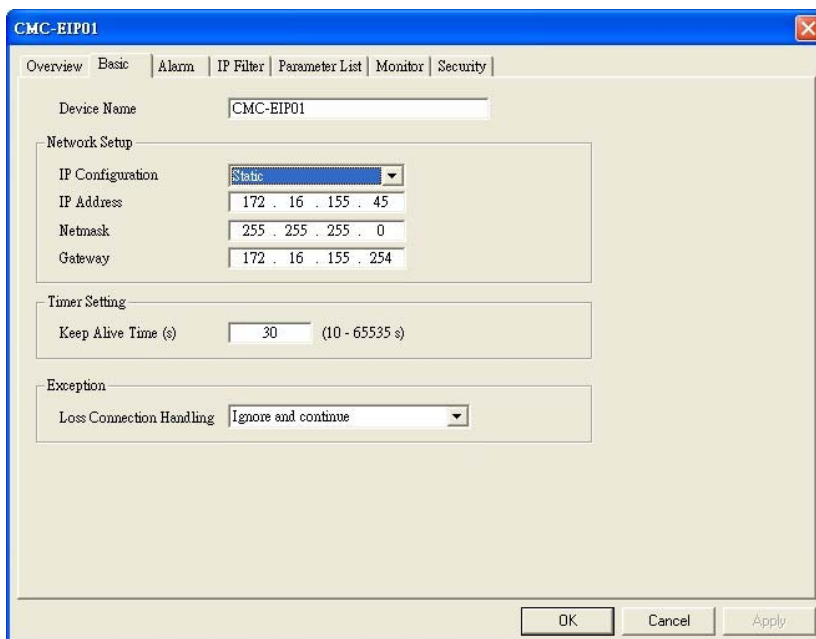 CMC-EIP01
Overview Basic Alarm IP Filter Parameter List Monitor Security
Device Name CMC-EIP01
Network Setup
IP Configuration Static
IP Address 172 . 16 . 155 . 45
Netmask 255 . 255 . 255 . 0
Gateway 172 . 16 . 155 . 254
Timer Setting
Keep Alive Time (s) 30 (10 - 65535 s)
Exception
Loss Connection Handling Ignore and continue
OK Cancel Apply